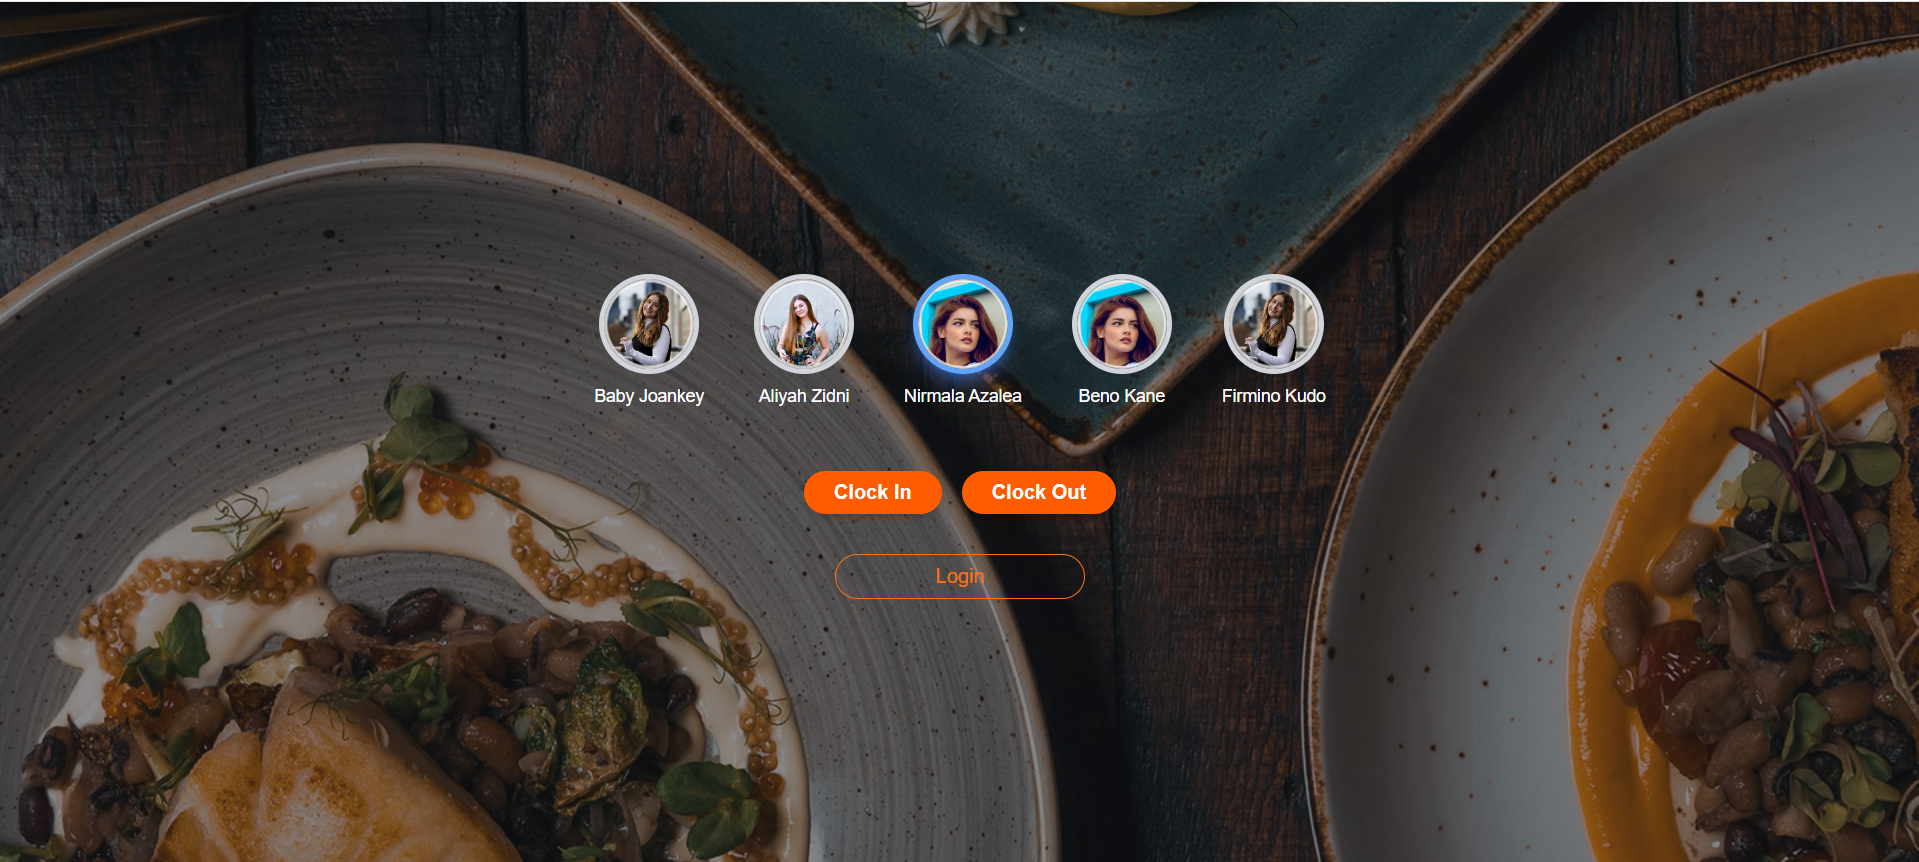 Baby Joankey
Aliyah Zidni
Nirmala Azalea
Beno Kane
Firmino Kudo
Clock In
Clock Out
Login